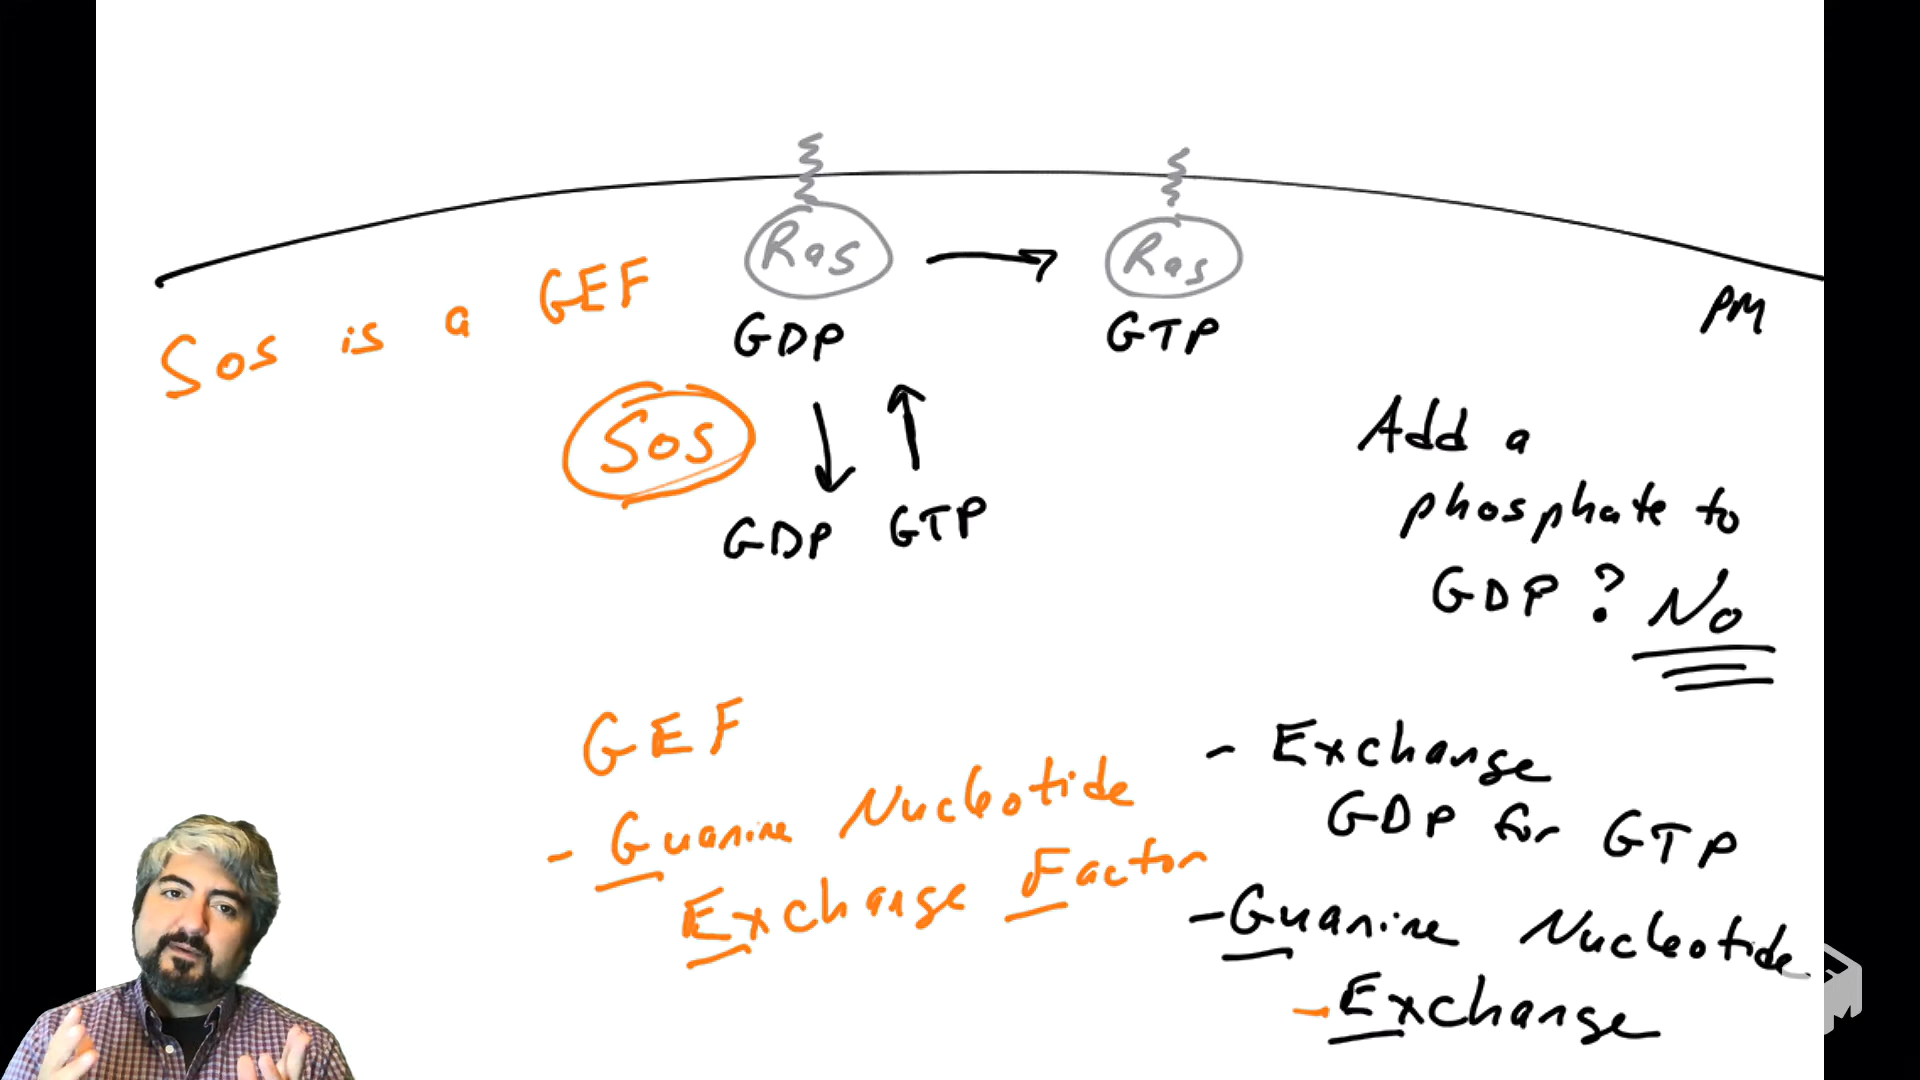 Ras
Ras
GDP
GTP
PM
Sos is a GEF
Sos
GDP GTP
Add a
phosphate to
GDP? No
GEF
- Guanine Nucleotide
Exchange Factor
- Exchange
GDP for GTP
- Guanine Nucleotide
- Exchange